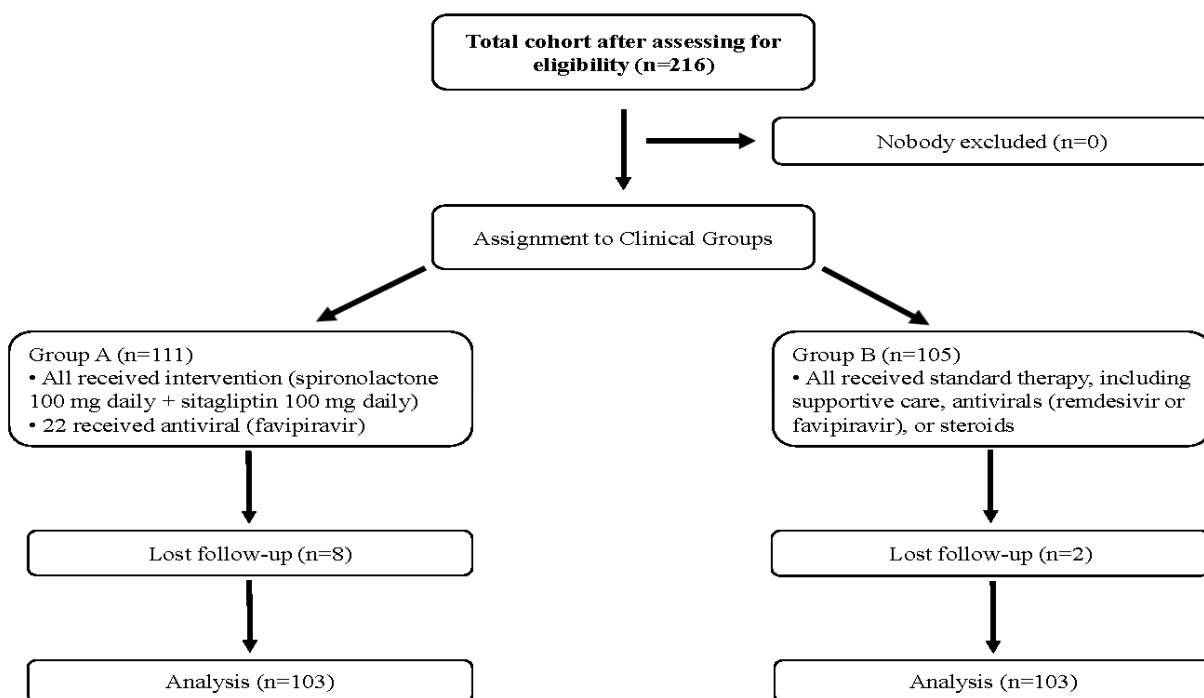 Total cohort after assessing for
eligibility (n=216)
Nobody excluded (n=0)
Assignment to Clinical Groups
Group A (n=111)
• All received intervention (spironolactone
100 mg daily + sitagliptin 100 mg daily)
• 22 received antiviral (favipiravir)
Group B (n=105)
• All received standard therapy, including
supportive care, antivirals (remdesivir or
favipiravir), or steroids
Lost follow-up (n=8)
Lost follow-up (n=2)
Analysis (n=103)
Analysis (n=103)